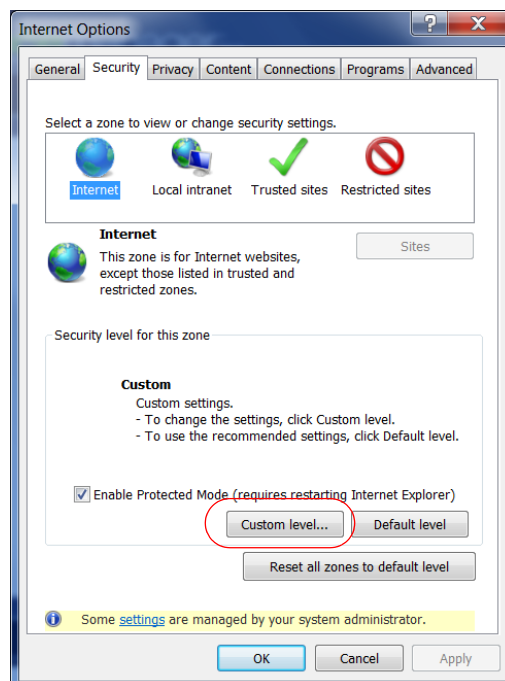 Internet Options
General Security Privacy Content Connections Programs Advanced
Select a zone to view or change security settings.
Internet Local intranet Trusted sites Restricted sites
Internet
Sites
This zone is for Internet websites,
except those listed in trusted and
restricted zones.
Security level for this zone
Custom
Custom settings.
- To change the settings, click Custom level.
- To use the recommended settings, click Default level.
Enable Protected Mode (requires restarting Internet Explorer)
Custom level... Default level
Reset all zones to default level
Some settings are managed by your system administrator.
OK Cancel Apply